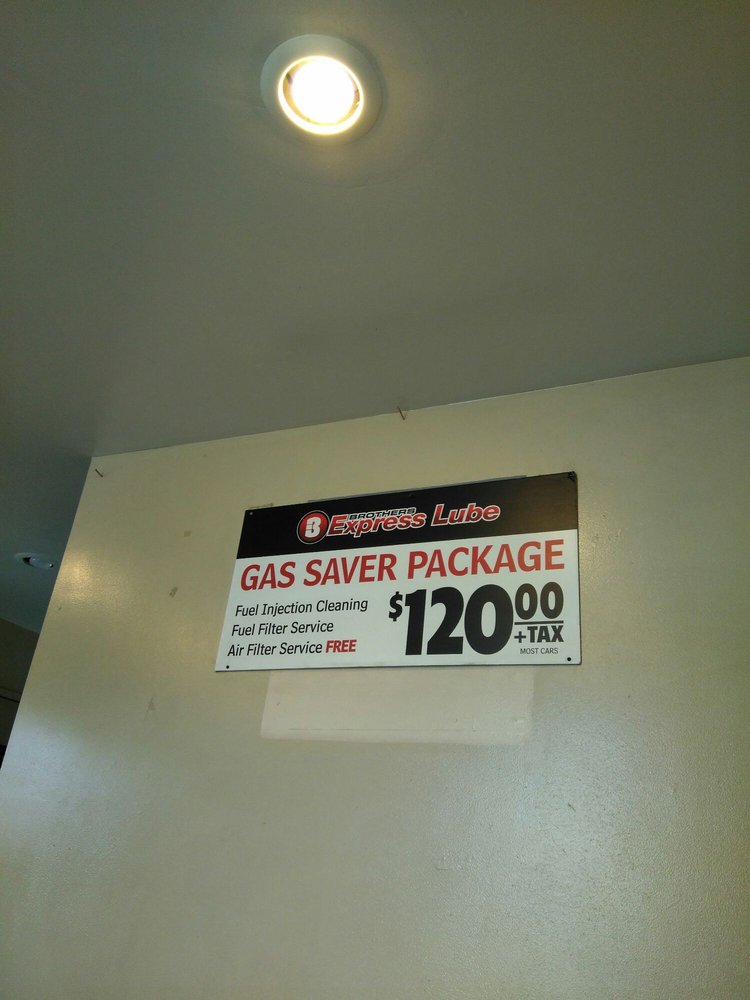 3 BROTHERS
Express Lube
GAS SAVER PACKAGE
Fuel Injection Cleaning
Fuel Filter Service
Air Filter Service FREE
$120.00
+TAX
MOST CARS